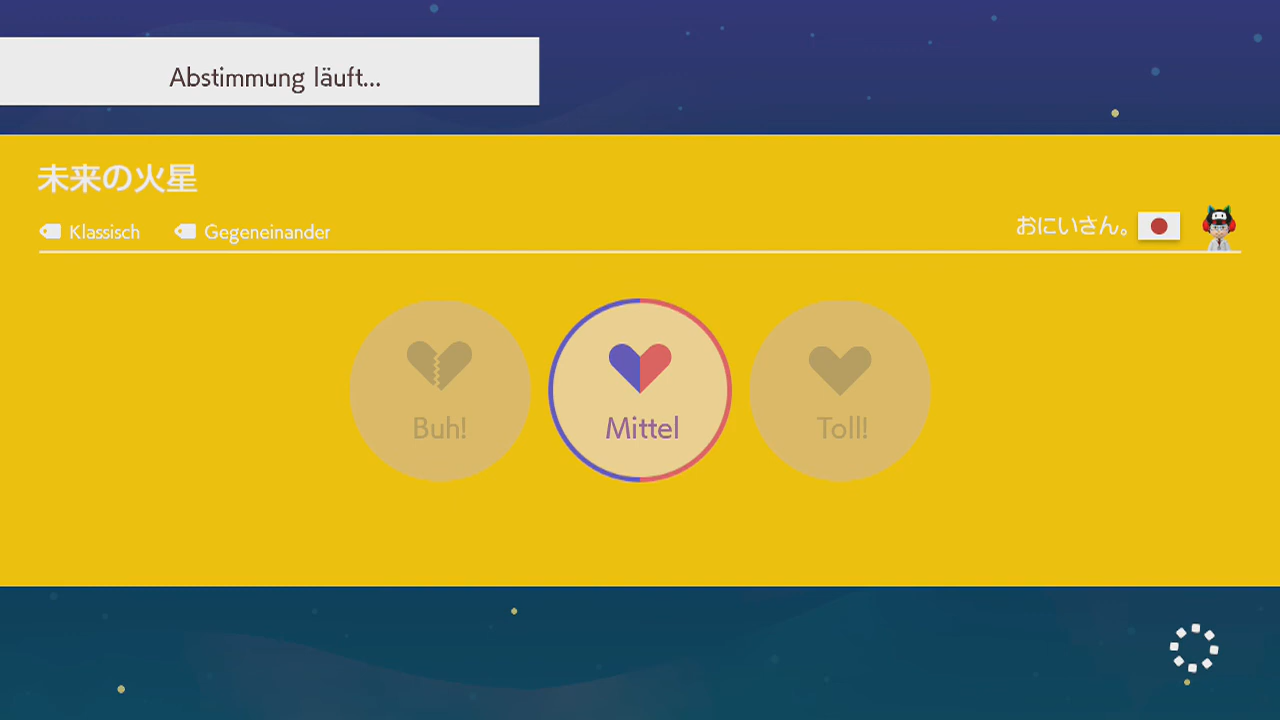 Abstimmung läuft...
未来の火星
Klassisch Gegeneinander
おにいさん。
Buh! Mittel Toll!